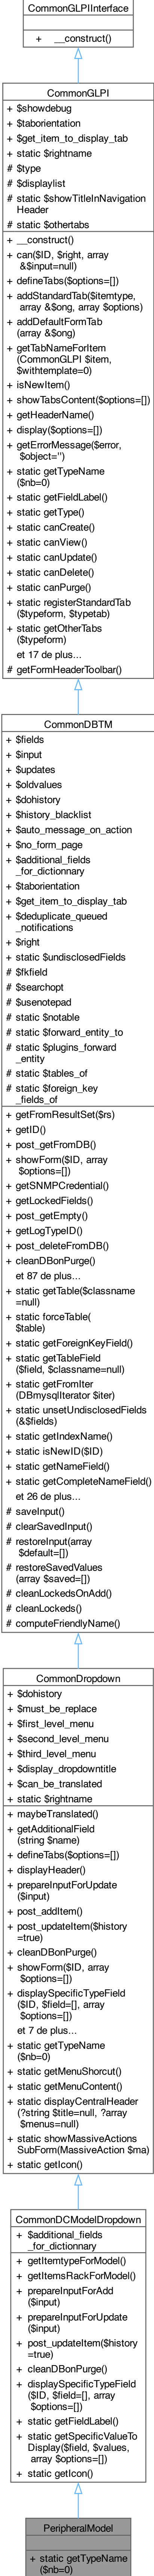 CommonGLPIInterface
+ __construct()
CommonGLPI
+ $showdebug
+ $taborientation
+ $get_item_to_display_tab
+ static $rightname
# $type
# $displaylist
# static $showTitleInNavigation
Header
# static $othertabs
+ __construct()
+ can($ID, $right, array
&$input=null)
+ defineTabs($options=[])
+ addStandardTab($itemtype,
array &$ong, array $options)
+ addDefaultFormTab
(array &$ong)
+ getTabNameForItem
(CommonGLPI $item,
$withtemplate=0)
+ isNewItem()
+ showTabsContent($options=[])
+ getHeaderName()
+ display($options=[])
+ getErrorMessage($error,
$object='')
+ static getTypeName
($nb=0)
+ static getFieldLabel()
+ static getType()
+ static canCreate()
+ static canView()
+ static canUpdate()
+ static canDelete()
+ static canPurge()
+ static registerStandardTab
($typeform, $typetab)
+ static getOtherTabs
($typeform)
et 17 de plus...
# getFormHeaderToolbar()
CommonDBTM
+ $fields
+ $input
+ $updates
+ $oldvalues
+ $dohistory
+ $history_blacklist
+ $auto_message_on_action
+ $no_form_page
+ $additional_fields
_for_dictionnary
+ $taborientation
+ $get_item_to_display_tab
+ $deduplicate_queued
_notifications
+ $right
+ static $undisclosedFields
# $fkfield
# $searchopt
# $usenotepad
# static $notable
# static $forward_entity_to
# static $plugins_forward
_entity
# static $tables_of
# static $foreign_key
_fields_of
+ getFromResultSet($rs)
+ getID()
+ post_getFromDB()
+ showForm($ID, array
$options=[])
+ getSNMPCredential()
+ getLockedFields()
+ post_getEmpty()
+ getLogTypeID()
+ post_deleteFromDB()
+ cleanDBonPurge()
et 87 de plus...
+ static getTable($classname
=null)
+ static forceTable(
$table)
+ static getForeignKeyField()
+ static getTableField
($field, $classname=null)
+ static getFromIter
(DBmysqlIterator $iter)
+ static unsetUndisclosedFields
(&$fields)
+ static getIndexName()
+ static isNewID($ID)
+ static getNameField()
+ static getCompleteNameField()
et 26 de plus...
# saveInput()
# clearSavedInput()
# restoreInput(array
$default=[])
# restoreSavedValues
(array $saved=[])
# cleanLockedsOnAdd()
# cleanLockeds()
# computeFriendlyName()
CommonDropdown
+ $dohistory
+ $must_be_replace
+ $first_level_menu
+ $second_level_menu
+ $third_level_menu
+ $display_dropdowntitle
+ $can_be_translated
+ static $rightname
+ maybeTranslated()
+ getAdditionalField
(string $name)
+ defineTabs($options=[])
+ displayHeader()
+ prepareInputForUpdate
($input)
+ post_addItem()
+ post_updateItem($history
=true)
+ cleanDBonPurge()
+ showForm($ID, array
$options=[])
+ displaySpecificTypeField
($ID, $field=[], array
$options=[])
et 7 de plus...
+ static getTypeName
($nb=0)
+ static getMenuShorcut()
+ static getMenuContent()
+ static displayCentralHeader
(?string $title=null, ?array
$menus=null)
+ static showMassiveActions
SubForm(MassiveAction $ma)
+ static getIcon()
CommonDCModelDropdown
+ $additional_fields
_for_dictionnary
+ getItemtypeForModel()
+ getItemsRackForModel()
+ prepareInputForAdd
($input)
+ prepareInputForUpdate
($input)
+ post_updateItem($history
=true)
+ cleanDBonPurge()
+ displaySpecificTypeField
($ID, $field=[], array
$options=[])
+ static getFieldLabel()
+ static getSpecificValueTo
Display($field, $values,
array $options=[])
+ static getIcon()
PeripheralModel
+ static getTypeName
($nb=0)